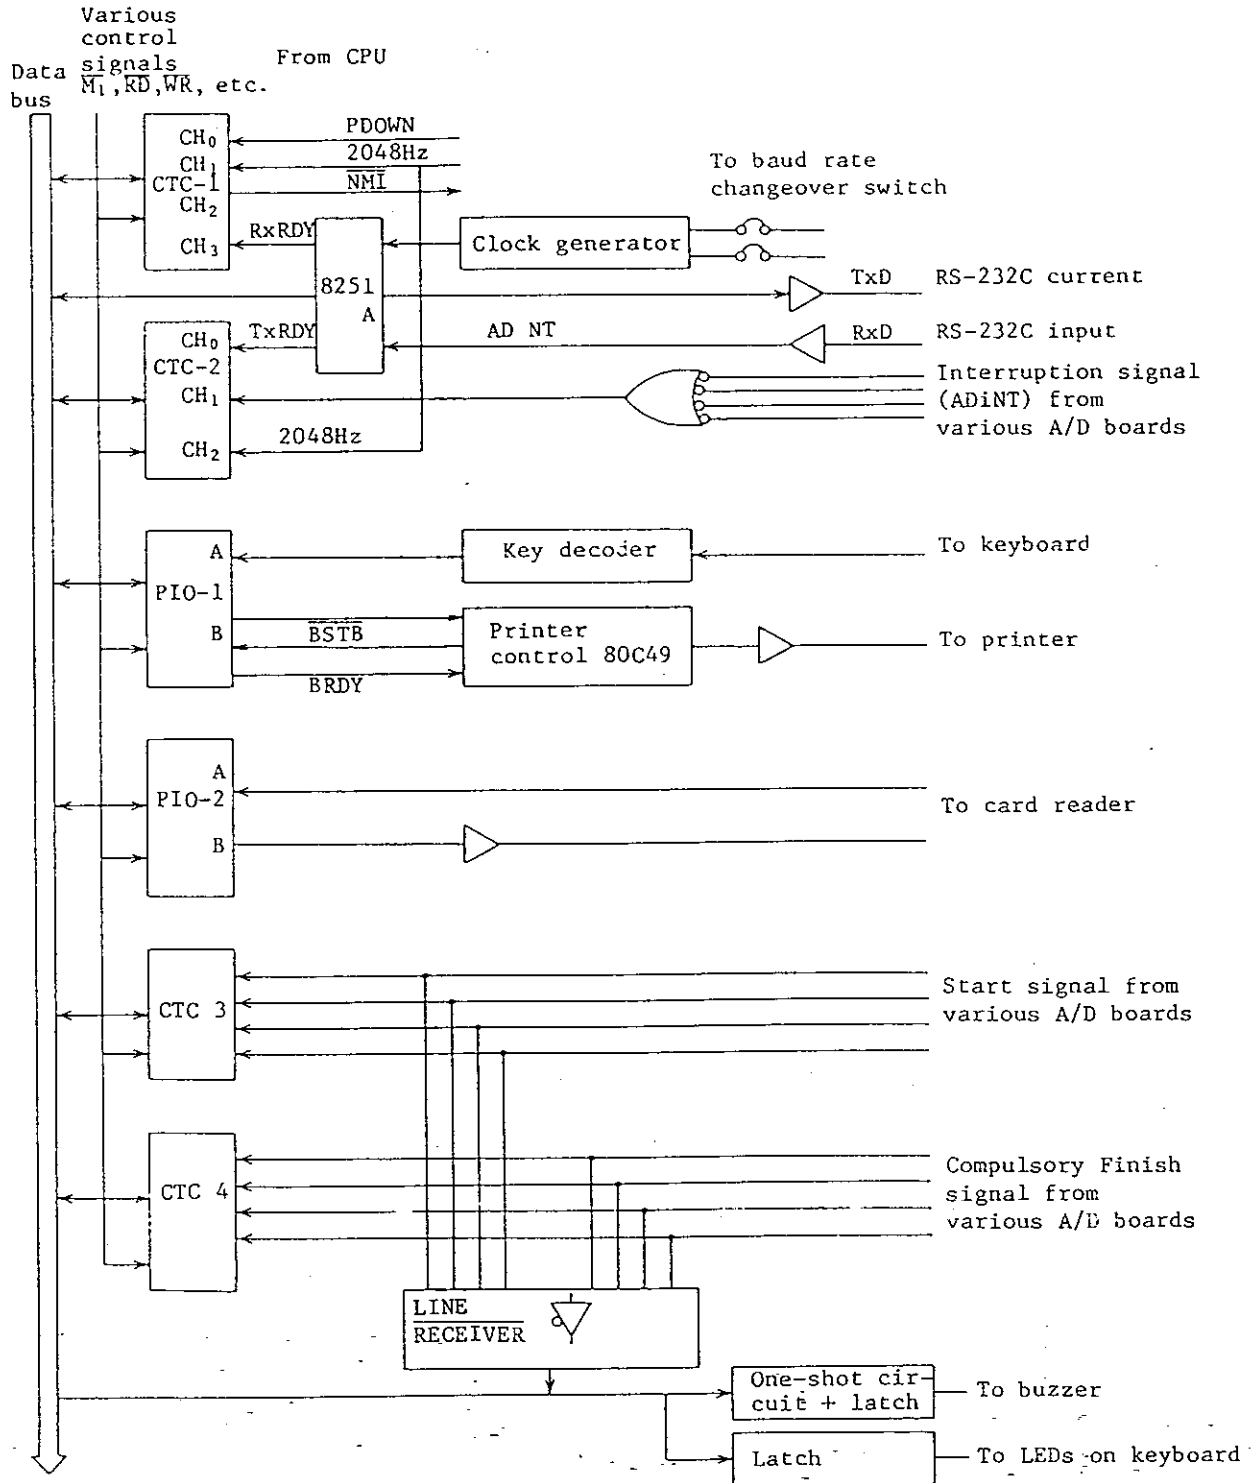 Various
control
signals
M1,RD,WR, etc.
From CPU
Data
bus
CH0
CH1
CTC-1
CH2
CH3
PDOWN
2048Hz
NMI
To baud rate
changeover switch
RxRDY
Clock generator
8251
A
TxD
RS-232C current
CH0
CTC-2
CH1
CH2
TxRDY
AD NT
RxD
RS-232C input
Interruption signal
(ADiNT) from
various A/D boards
2048Hz
A
PIO-1
B
Key decoder
To keyboard
BSTB
BRDY
Printer
control 80C49
To printer
A
PIO-2
B
To card reader
CTC 3
Start signal from
various A/D boards
CTC 4
Compulsory Finish
signal from
various A/D boards
LINE
RECEIVER
One-shot cir-
cuit + latch
To buzzer
Latch
To LEDs on keyboard